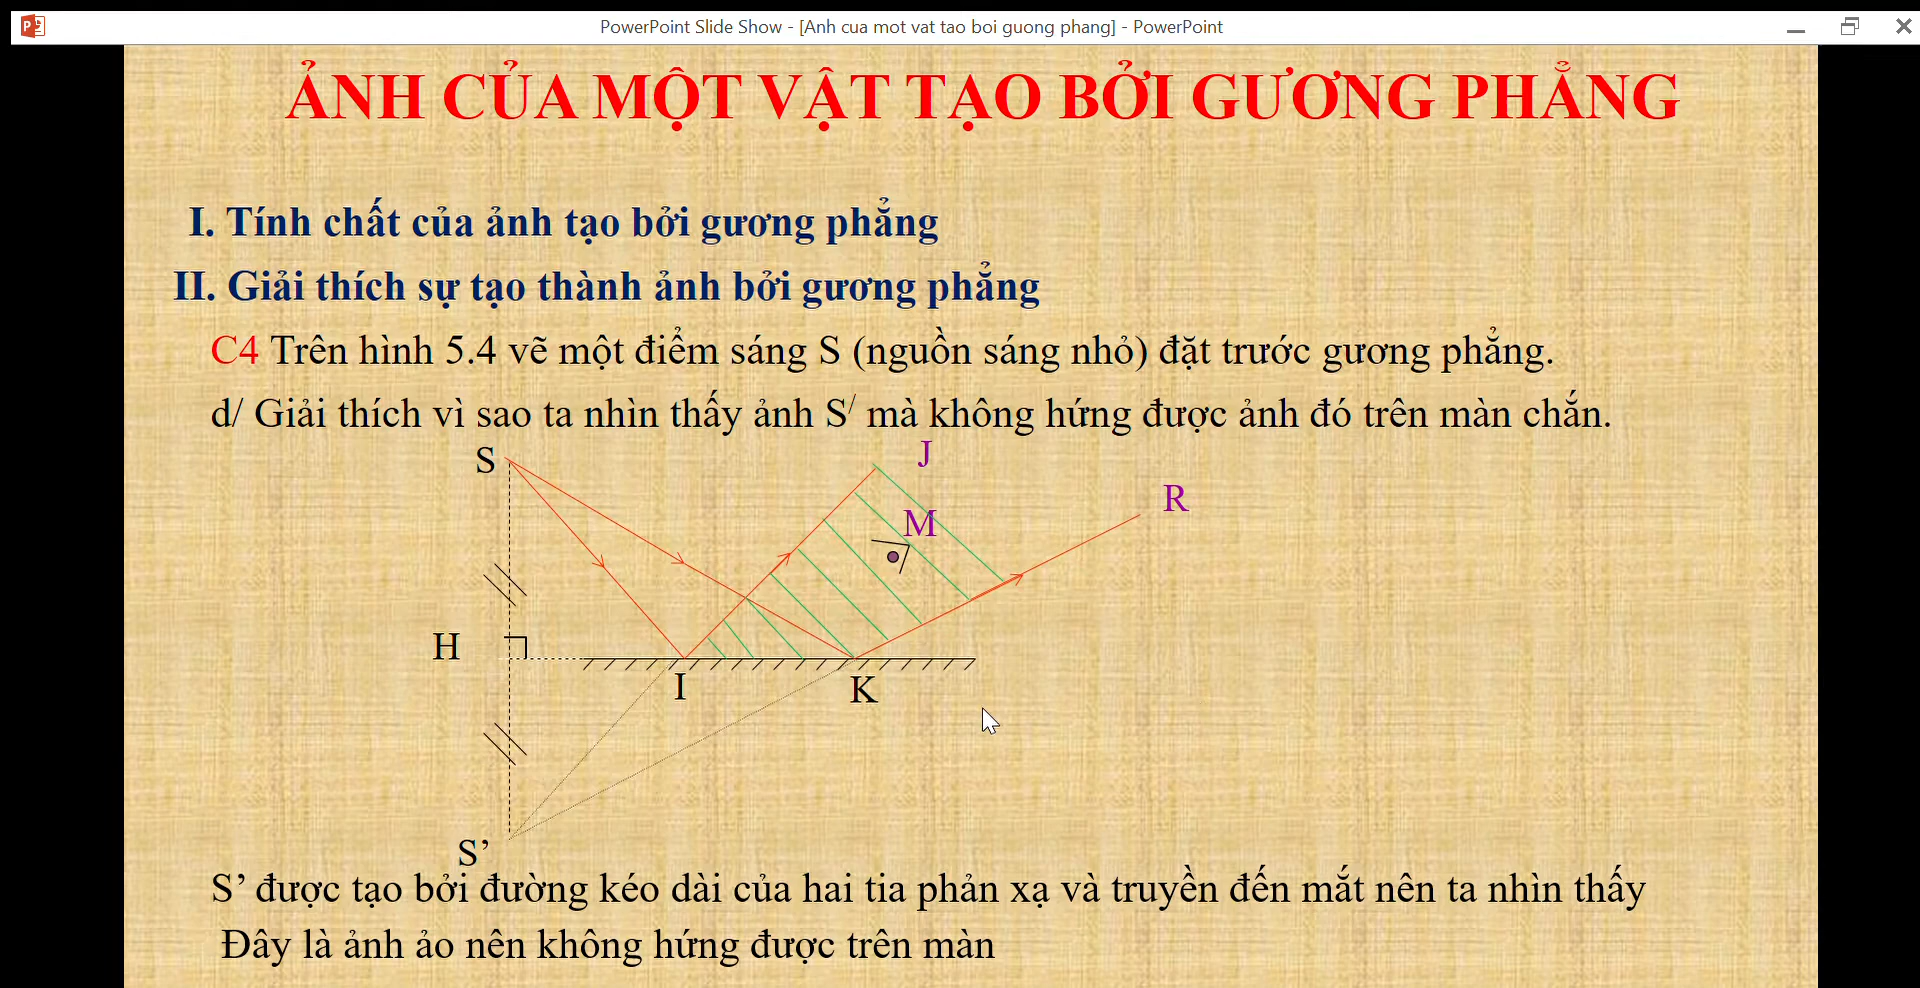 PowerPoint Slide Show - [Anh cua mot vat tao boi guong phang] - PowerPoint
ẢNH CỦA MỘT VẬT TẠO BỞI GƯƠNG PHẲNG
I. Tính chất của ảnh tạo bởi gương phẳng
II. Giải thích sự tạo thành ảnh bởi gương phẳng
C4 Trên hình 5.4 vẽ một điểm sáng S (nguồn sáng nhỏ) đặt trước gương phẳng.
d/ Giải thích vì sao ta nhìn thấy ảnh S/ mà không hứng được ảnh đó trên màn chắn.
S
J
R
M
H
I
K
S’
S’ được tạo bởi đường kéo dài của hai tia phản xạ và truyền đến mắt nên ta nhìn thấy
Đây là ảnh ảo nên không hứng được trên màn